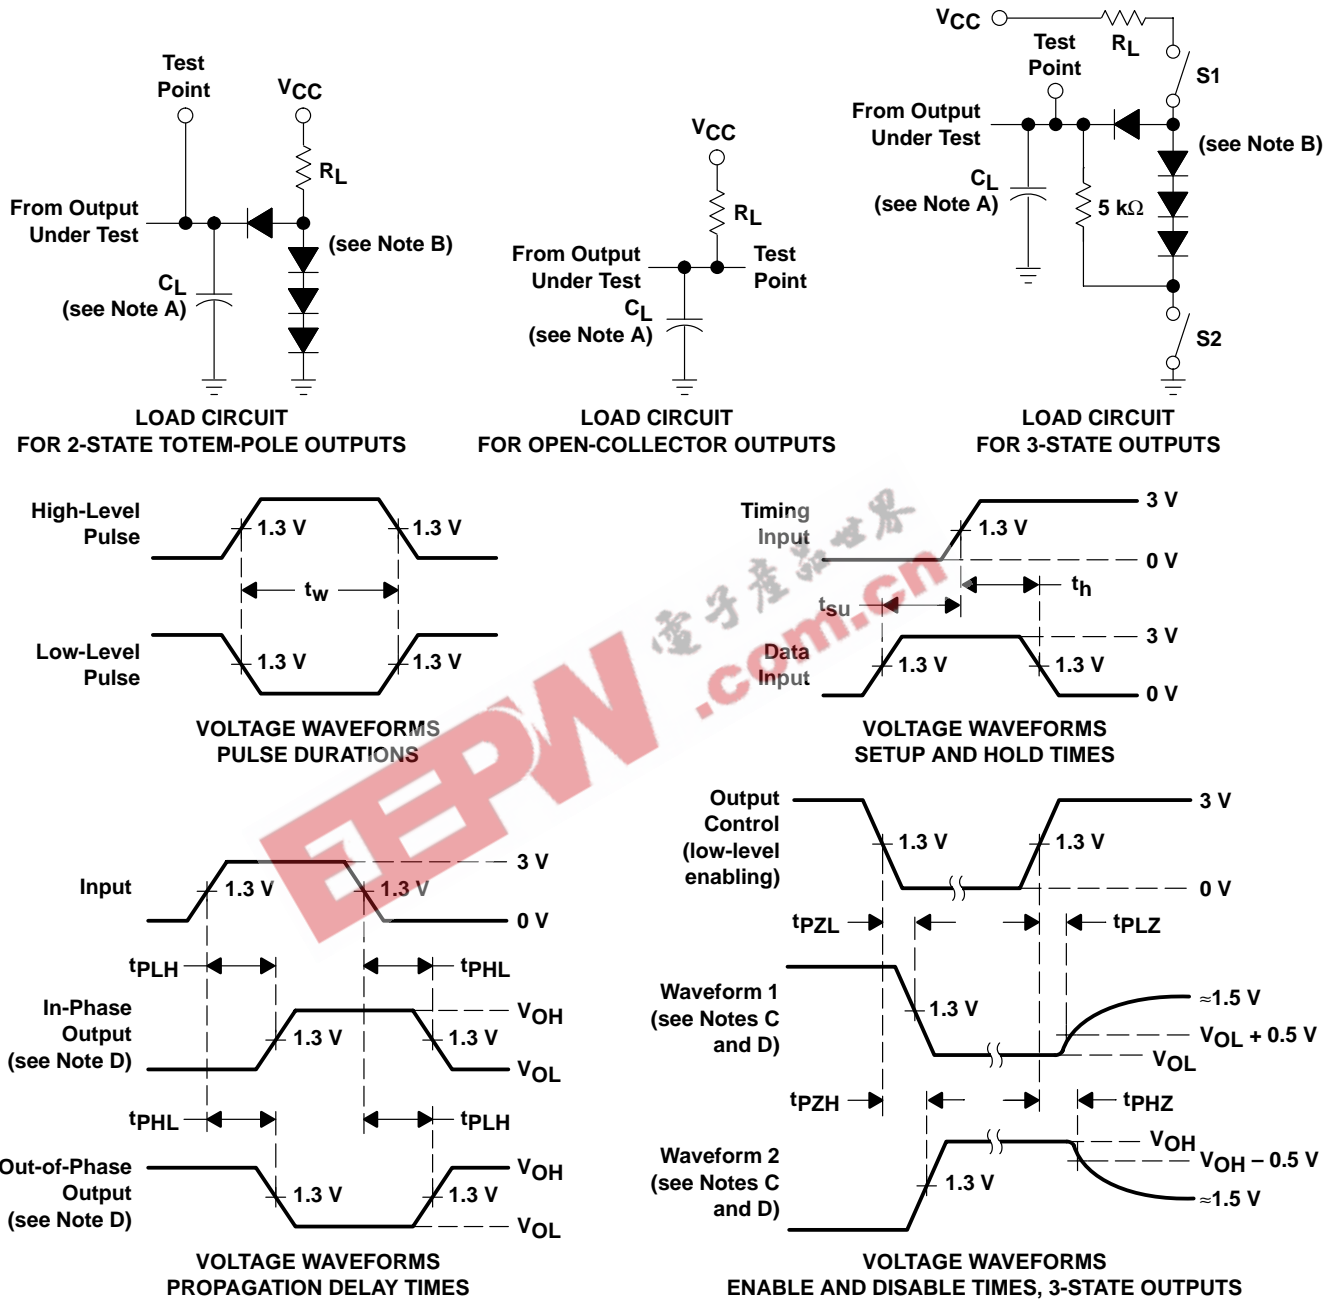 Test
Point
VCC
RL
From Output
Under Test
(see Note B)
CL
(see Note A)
LOAD CIRCUIT
FOR 2-STATE TOTEM-POLE OUTPUTS
VCC
RL
From Output
Under Test
Test
Point
CL
(see Note A)
LOAD CIRCUIT
FOR OPEN-COLLECTOR OUTPUTS
VCC
RL
Test
Point
S1
From Output
Under Test
(see Note B)
CL
(see Note A)
5 kΩ
S2
LOAD CIRCUIT
FOR 3-STATE OUTPUTS
High-Level
Pulse
1.3 V
1.3 V
tw
Low-Level
Pulse
1.3 V
1.3 V
VOLTAGE WAVEFORMS
PULSE DURATIONS
Timing
Input
3 V
1.3 V
0 V
th
tsu
Data
Input
3 V
1.3 V
1.3 V
0 V
VOLTAGE WAVEFORMS
SETUP AND HOLD TIMES
電子產品世界
EEPW.com.cn
Input
3 V
1.3 V
1.3 V
0 V
tPLH
tPHL
In-Phase
Output
(see Note D)
VOH
1.3 V
1.3 V
VOL
tPHL
tPLH
Out-of-Phase
Output
(see Note D)
VOH
1.3 V
1.3 V
VOL
VOLTAGE WAVEFORMS
PROPAGATION DELAY TIMES
Output
Control
(low-level
enabling)
3 V
1.3 V
1.3 V
0 V
tPZL
tPLZ
Waveform 1
(see Notes C
and D)
1.3 V
≈1.5 V
VOL + 0.5 V
VOL
tPZH
tPHZ
Waveform 2
(see Notes C
and D)
1.3 V
VOH
VOH – 0.5 V
≈1.5 V
VOLTAGE WAVEFORMS
ENABLE AND DISABLE TIMES, 3-STATE OUTPUTS